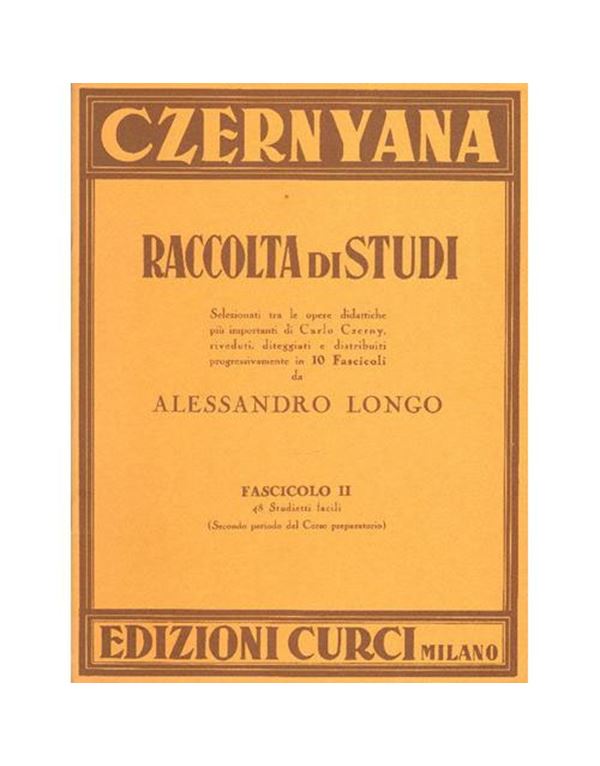 CZERNYANA
RACCOLTA DI STUDI
Selezionati tra le opere didattiche
più importanti di Carlo Czerny,
riveduti, diteggiati e distribuiti
progressivamente in 10 Fascicoli
da
ALESSANDRO LONGO
FASCICOLO II
48 Studietti facili
(Secondo periodo del Corso preparatorio)
EDIZIONI CURCI MILANO